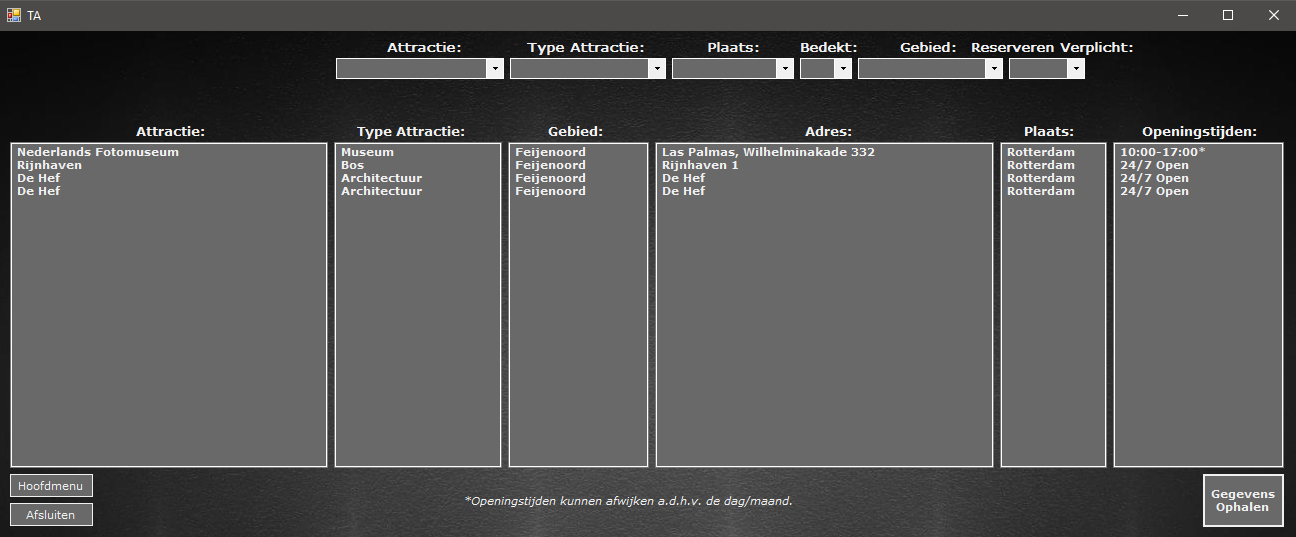 TA
Attractie: Type Attractie: Plaats: Bedekt: Gebied: Reserveren Verplicht:
Attractie: Type Attractie: Gebied: Adres: Plaats: Openingstijden:
Nederlands Fotomuseum Museum Feijenoord Las Palmas, Wilhelminakade 332 Rotterdam 10:00-17:00*
Rijnhaven Bos Feijenoord Rijnhaven 1 Rotterdam 24/7 Open
De Hef Architectuur Feijenoord De Hef Rotterdam 24/7 Open
De Hef Architectuur Feijenoord De Hef Rotterdam 24/7 Open
Hoofdmenu
Afsluiten
*Openingstijden kunnen afwijken a.d.h.v. de dag/maand.
Gegevens
Ophalen